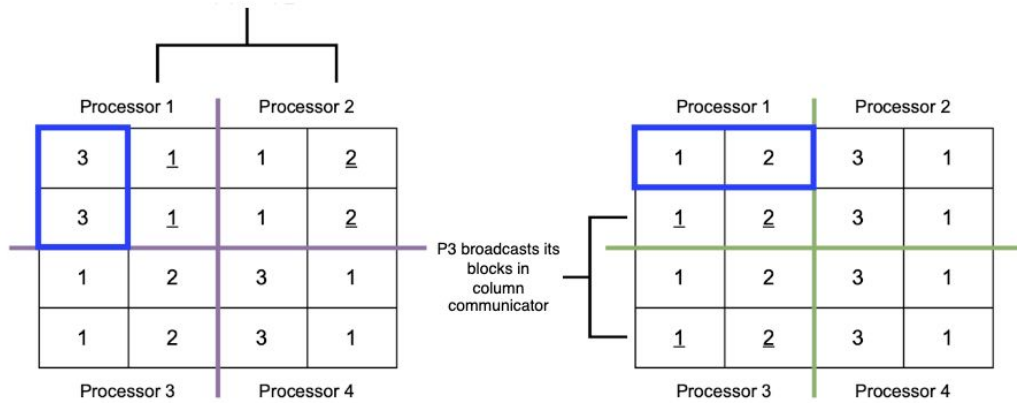 Processor 1 Processor 2 Processor 1 Processor 2
3 1 1 2 1 2 3 1
3 1 1 2 1 2 3 1
P3 broadcasts its
blocks in
column
communicator
1 2 3 1 1 2 3 1
1 2 3 1 1 2 3 1
Processor 3 Processor 4 Processor 3 Processor 4